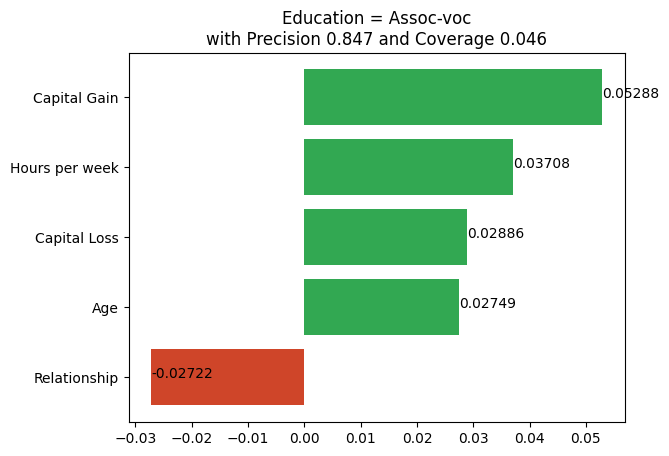 Education = Assoc-voc
with Precision 0.847 and Coverage 0.046
Capital Gain
0.05288
Hours per week
0.03708
Capital Loss
0.02886
Age
0.02749
Relationship
-0.02722
−0.03 −0.02 −0.01 0.00 0.01 0.02 0.03 0.04 0.05